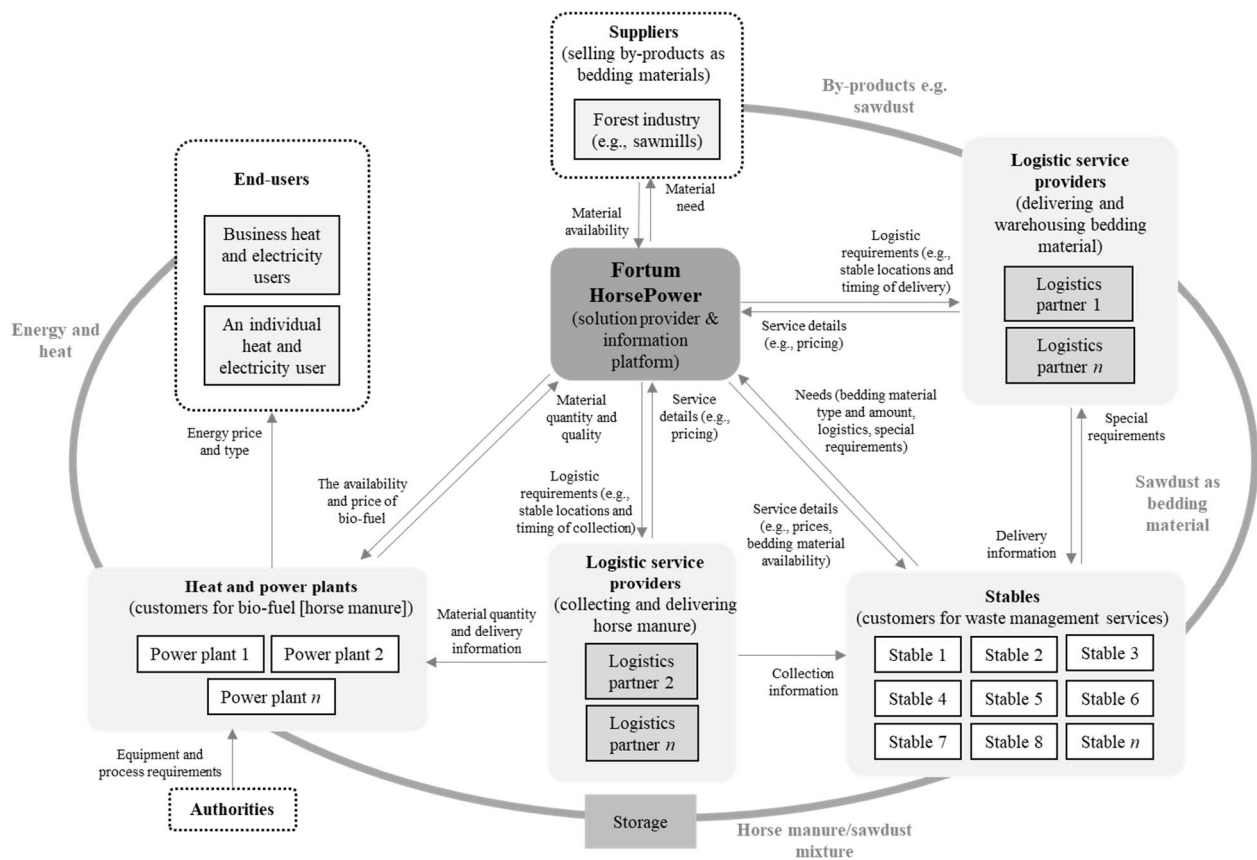 Suppliers
(selling by-products as
bedding materials)
Forest industry
(e.g., sawmills)
By-products e.g.
sawdust
End-users
Business heat
and electricity
users
An individual
heat and
electricity user
Material
availability
Material
need
Logistic service
providers
(delivering and
warehousing bedding
material)
Logistics
partner 1
Logistics
partner n
Logistic
requirements (e.g.,
stable locations and
timing of delivery)
Fortum
HorsePower
(solution provider &
information
platform)
Service details
(e.g., pricing)
Energy and
heat
Energy price
and type
Material
quantity and
quality
Service
details (e.g.,
pricing)
Needs (bedding material
type and amount,
logistics, special
requirements)
Special
requirements
The availability
and price of
bio-fuel
Logistic
requirements (e.g.,
stable locations and
timing of collection)
Service details
(e.g., prices,
bedding material
availability)
Delivery
information
Sawdust as
bedding
material
Heat and power plants
(customers for bio-fuel [horse manure])
Power plant 1
Power plant 2
Power plant n
Material quantity
and delivery
information
Logistic service
providers
(collecting and delivering
horse manure)
Logistics
partner 2
Logistics
partner n
Collection
information
Stables
(customers for waste management services)
Stable 1
Stable 2
Stable 3
Stable 4
Stable 5
Stable 6
Stable 7
Stable 8
Stable n
Equipment and
process requirements
Authorities
Storage
Horse manure/sawdust
mixture